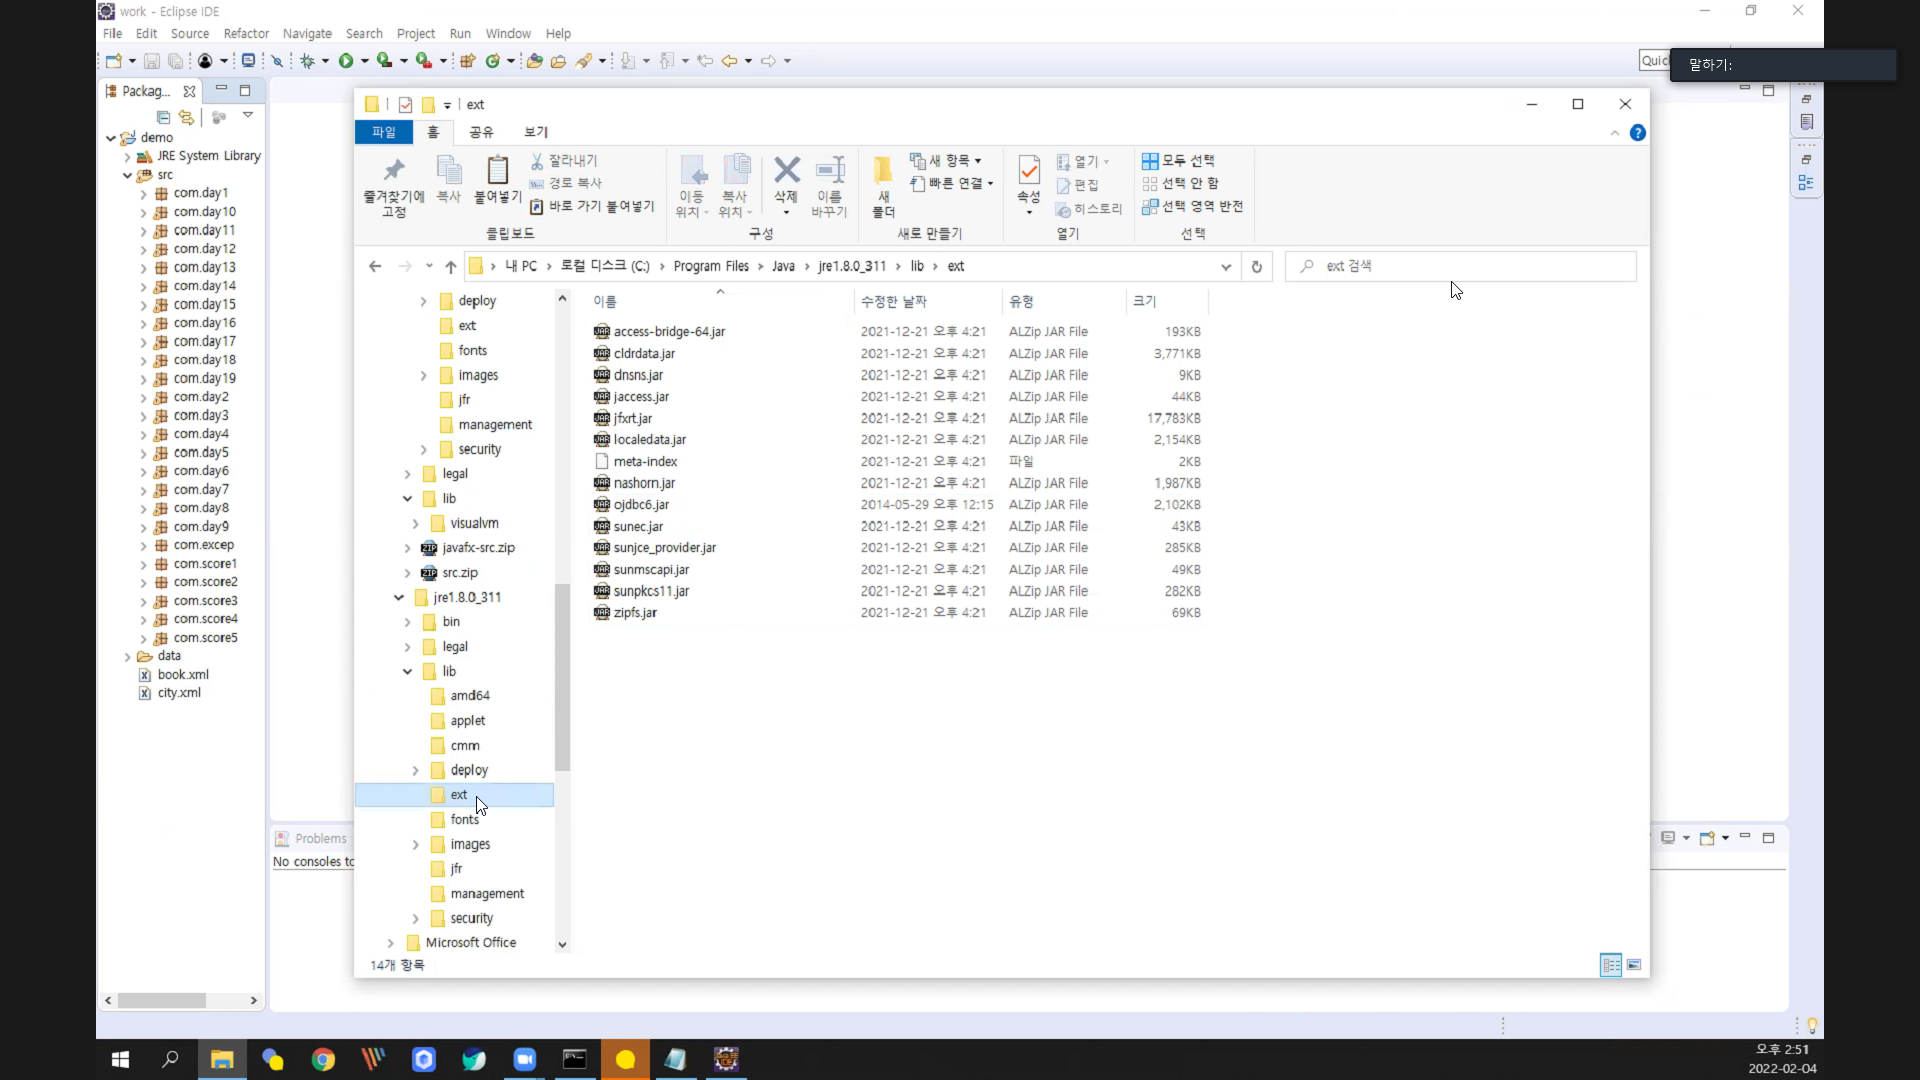 work - Eclipse IDE
File Edit Source Refactor Navigate Search Project Run Window Help
말하기:
Packag...
demo
JRE System Library
src
com.day1
com.day10
com.day11
com.day12
com.day13
com.day14
com.day15
com.day16
com.day17
com.day18
com.day19
com.day2
com.day3
com.day4
com.day5
com.day6
com.day7
com.day8
com.day9
com.excep
com.score1
com.score2
com.score3
com.score4
com.score5
data
book.xml
city.xml
ext
파일 홈 공유 보기
즐겨찾기에 고정
복사
붙여넣기
잘라내기
경로 복사
바로 가기 붙여넣기
클립보드
이동 위치
복사 위치
삭제
이름 바꾸기
구성
새 폴더
새 항목
빠른 연결
새로 만들기
속성
열기
편집
히스토리
열기
모두 선택
선택 안 함
선택 영역 반전
선택
내 PC 로컬 디스크 (C:) Program Files Java jre1.8.0_311 lib ext
ext 검색
deploy
ext
fonts
images
jfr
management
security
legal
lib
visualvm
javafx-src.zip
src.zip
jre1.8.0_311
bin
legal
lib
amd64
applet
cmm
deploy
ext
fonts
images
jfr
management
security
Microsoft Office
이름 수정한 날짜 유형 크기
access-bridge-64.jar 2021-12-21 오후 4:21 ALZip JAR File 193KB
cldrdata.jar 2021-12-21 오후 4:21 ALZip JAR File 3,771KB
dnsns.jar 2021-12-21 오후 4:21 ALZip JAR File 9KB
jaccess.jar 2021-12-21 오후 4:21 ALZip JAR File 44KB
jfxrt.jar 2021-12-21 오후 4:21 ALZip JAR File 17,783KB
localedata.jar 2021-12-21 오후 4:21 ALZip JAR File 2,154KB
meta-index 2021-12-21 오후 4:21 파일 2KB
nashorn.jar 2021-12-21 오후 4:21 ALZip JAR File 1,987KB
ojdbc6.jar 2014-05-29 오후 12:15 ALZip JAR File 2,102KB
sunec.jar 2021-12-21 오후 4:21 ALZip JAR File 43KB
sunjce_provider.jar 2021-12-21 오후 4:21 ALZip JAR File 285KB
sunmscapi.jar 2021-12-21 오후 4:21 ALZip JAR File 49KB
sunpkcs11.jar 2021-12-21 오후 4:21 ALZip JAR File 282KB
zipfs.jar 2021-12-21 오후 4:21 ALZip JAR File 69KB
14개 항목
Problems
No consoles to
오후 2:51
2022-02-04